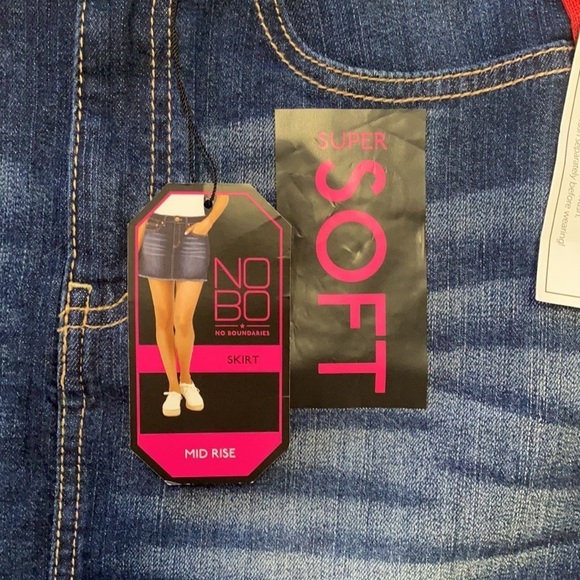 SUPER
SOFT
NO
BO
NO BOUNDARIES
SKIRT
MID RISE
separately before wearing!